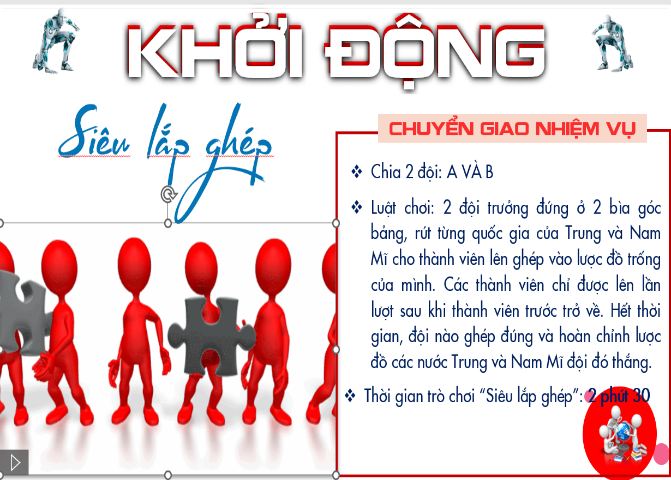 KHỞI ĐỘNG
Siêu lắp ghép
CHUYỂN GIAO NHIỆM VỤ
❖ Chia 2 đội: A VÀ B
❖ Luật chơi: 2 đội trưởng đứng ở 2 bìa góc
bảng, rút từng quốc gia của Trung và Nam
Mĩ cho thành viên lên ghép vào lược đồ trống
của mình. Các thành viên chỉ được lên lần
lượt sau khi thành viên trước trở về. Hết thời
gian, đội nào ghép đúng và hoàn chỉnh lược
đồ các nước Trung và Nam Mĩ đội đó thắng.
❖ Thời gian trò chơi “Siêu lắp ghép”: 2 phút 30